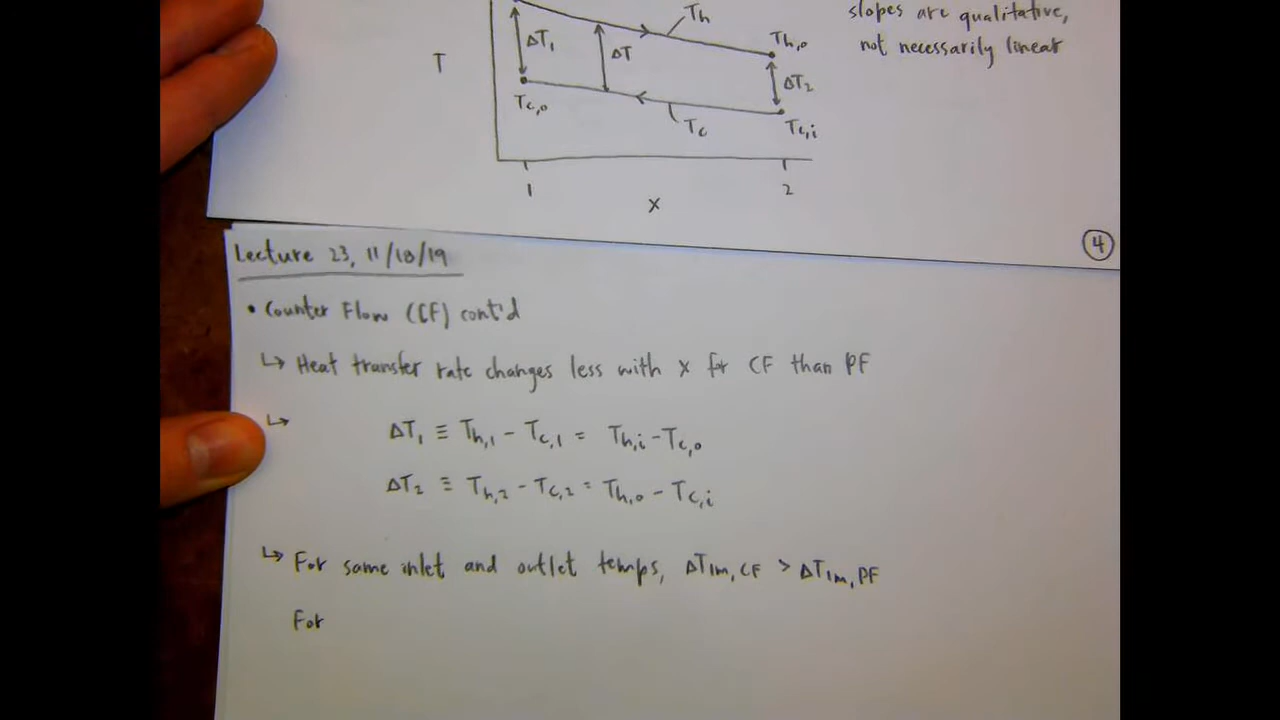 slopes are qualitative,
not necessarily linear
Th
ΔT₁
ΔT
Th,o
T
ΔT₂
Tc,o
Tc
Tc,i
1
2
x
4
Lecture 23, 11/18/19
• Counter Flow (CF) cont'd
↳ Heat transfer rate changes less with x for CF than PF
↳ ΔT₁ ≡ Th,1 - Tc,1 = Th,i - Tc,o
ΔT₂ ≡ Th,2 - Tc,2 = Th,o - Tc,i
↳ For same inlet and outlet temps, ΔTlm,CF > ΔTlm,PF
For